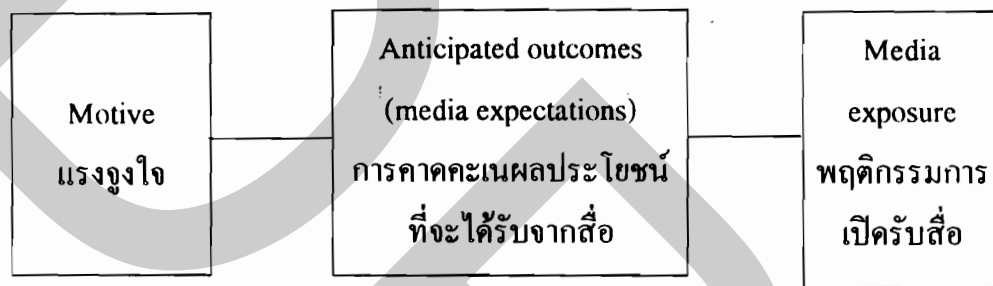 Motive
แรงจูงใจ
Anticipated outcomes
(media expectations)
การคาดคะเนผลประโยชน์
ที่จะได้รับจากสื่อ
Media
exposure
พฤติกรรมการ
เปิดรับสื่อ